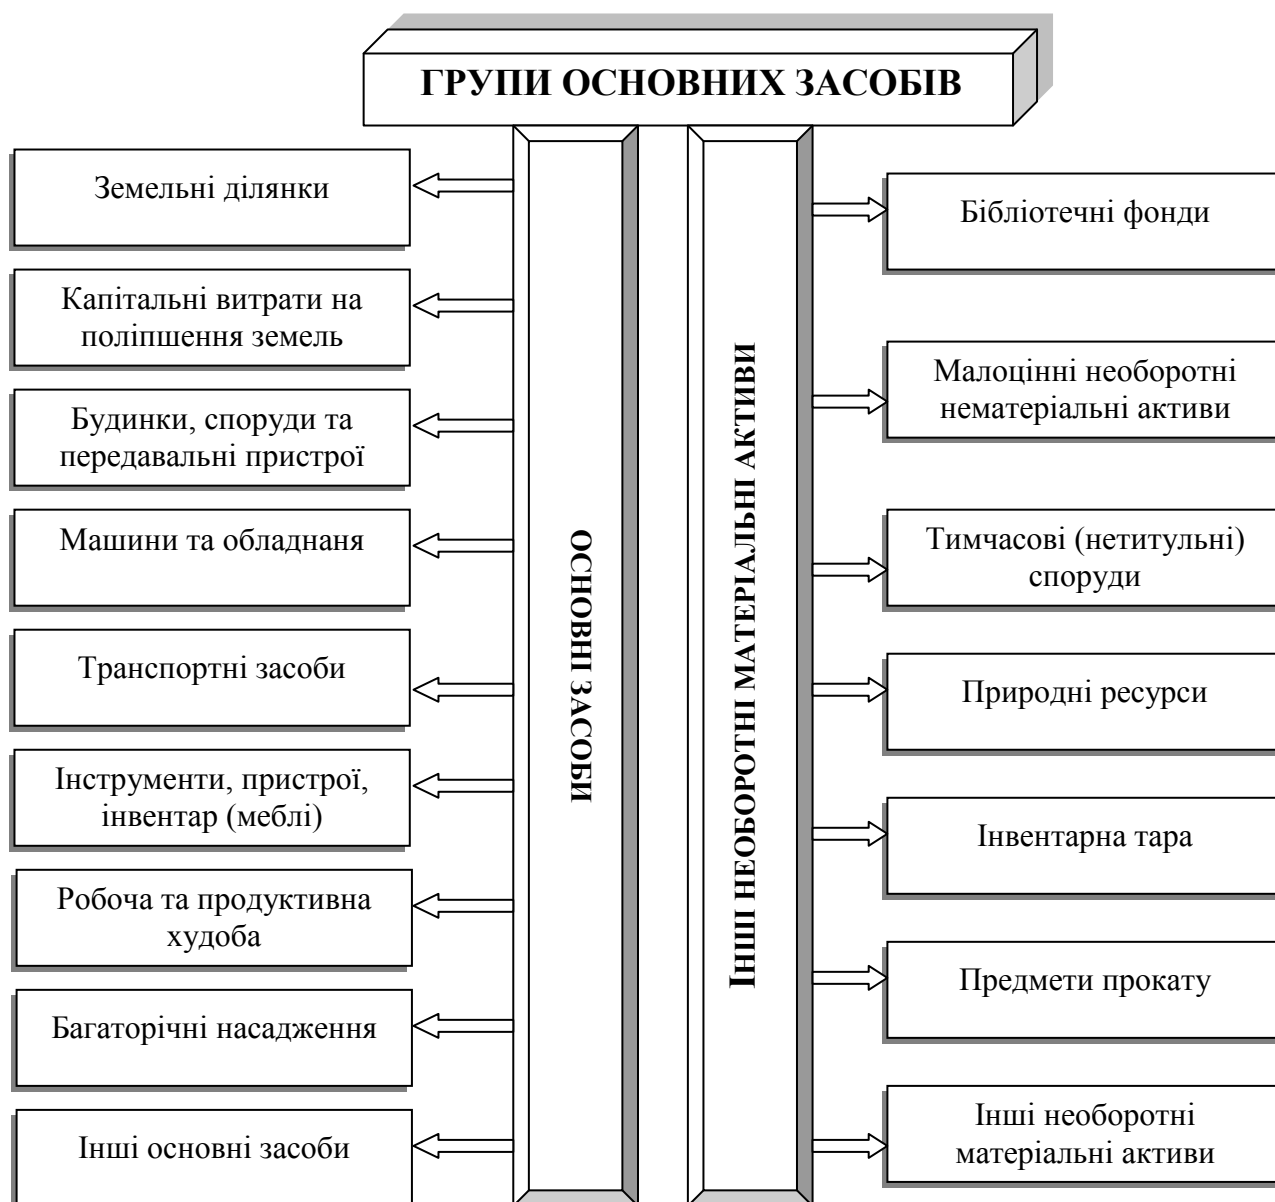 ГРУПИ ОСНОВНИХ ЗАСОБІВ
Земельні ділянки
Капітальні витрати на
поліпшення земель
Будинки, споруди та
передавальні пристрої
Машини та обладнаня
Транспортні засоби
Інструменти, пристрої,
інвентар (меблі)
Робоча та продуктивна
худоба
Багаторічні насадження
Інші основні засоби
ОСНОВНІ ЗАСОБИ
ІНШІ НЕОБОРОТНІ МАТЕРІАЛЬНІ АКТИВИ
Бібліотечні фонди
Малоцінні необоротні
нематеріальні активи
Тимчасові (нетитульні)
споруди
Природні ресурси
Інвентарна тара
Предмети прокату
Інші необоротні
матеріальні активи